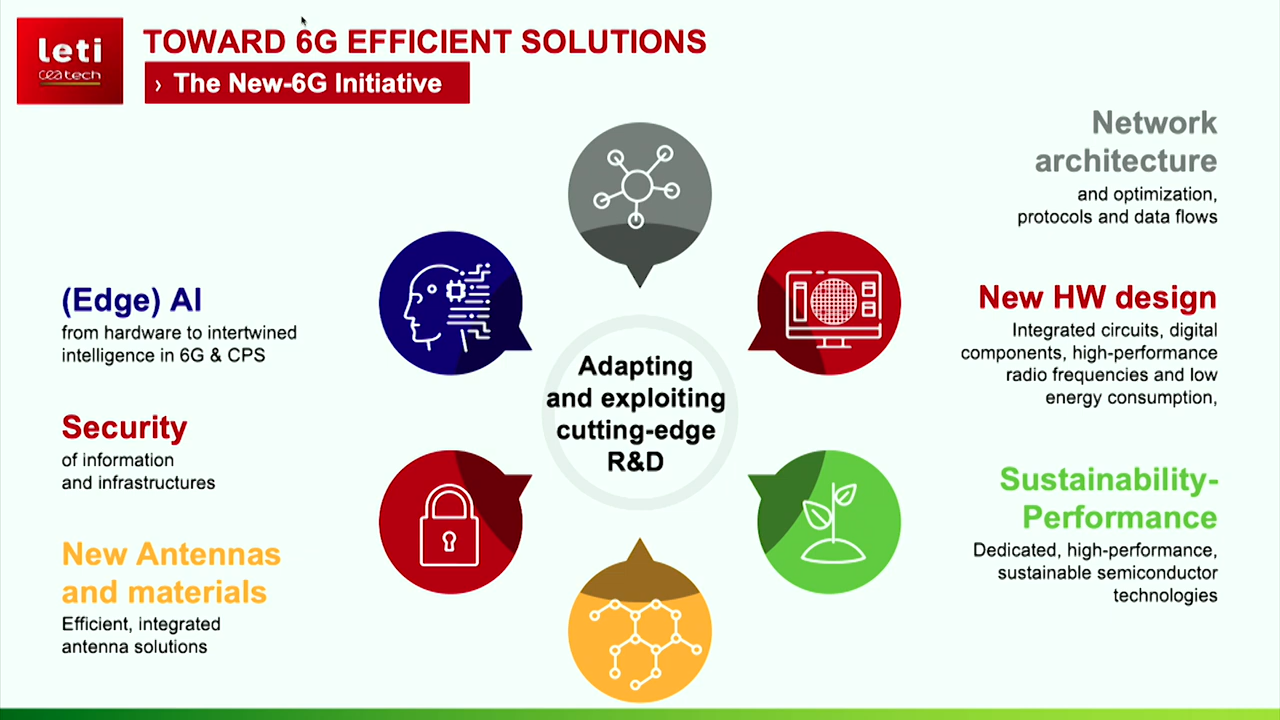 leti
cea tech
TOWARD 6G EFFICIENT SOLUTIONS
› The New-6G Initiative
Network
architecture
and optimization,
protocols and data flows
(Edge) AI
from hardware to intertwined
intelligence in 6G & CPS
New HW design
Integrated circuits, digital
components, high-performance
radio frequencies and low
energy consumption,
Adapting
and exploiting
cutting-edge
R&D
Security
of information
and infrastructures
Sustainability-
Performance
Dedicated, high-performance,
sustainable semiconductor
technologies
New Antennas
and materials
Efficient, integrated
antenna solutions